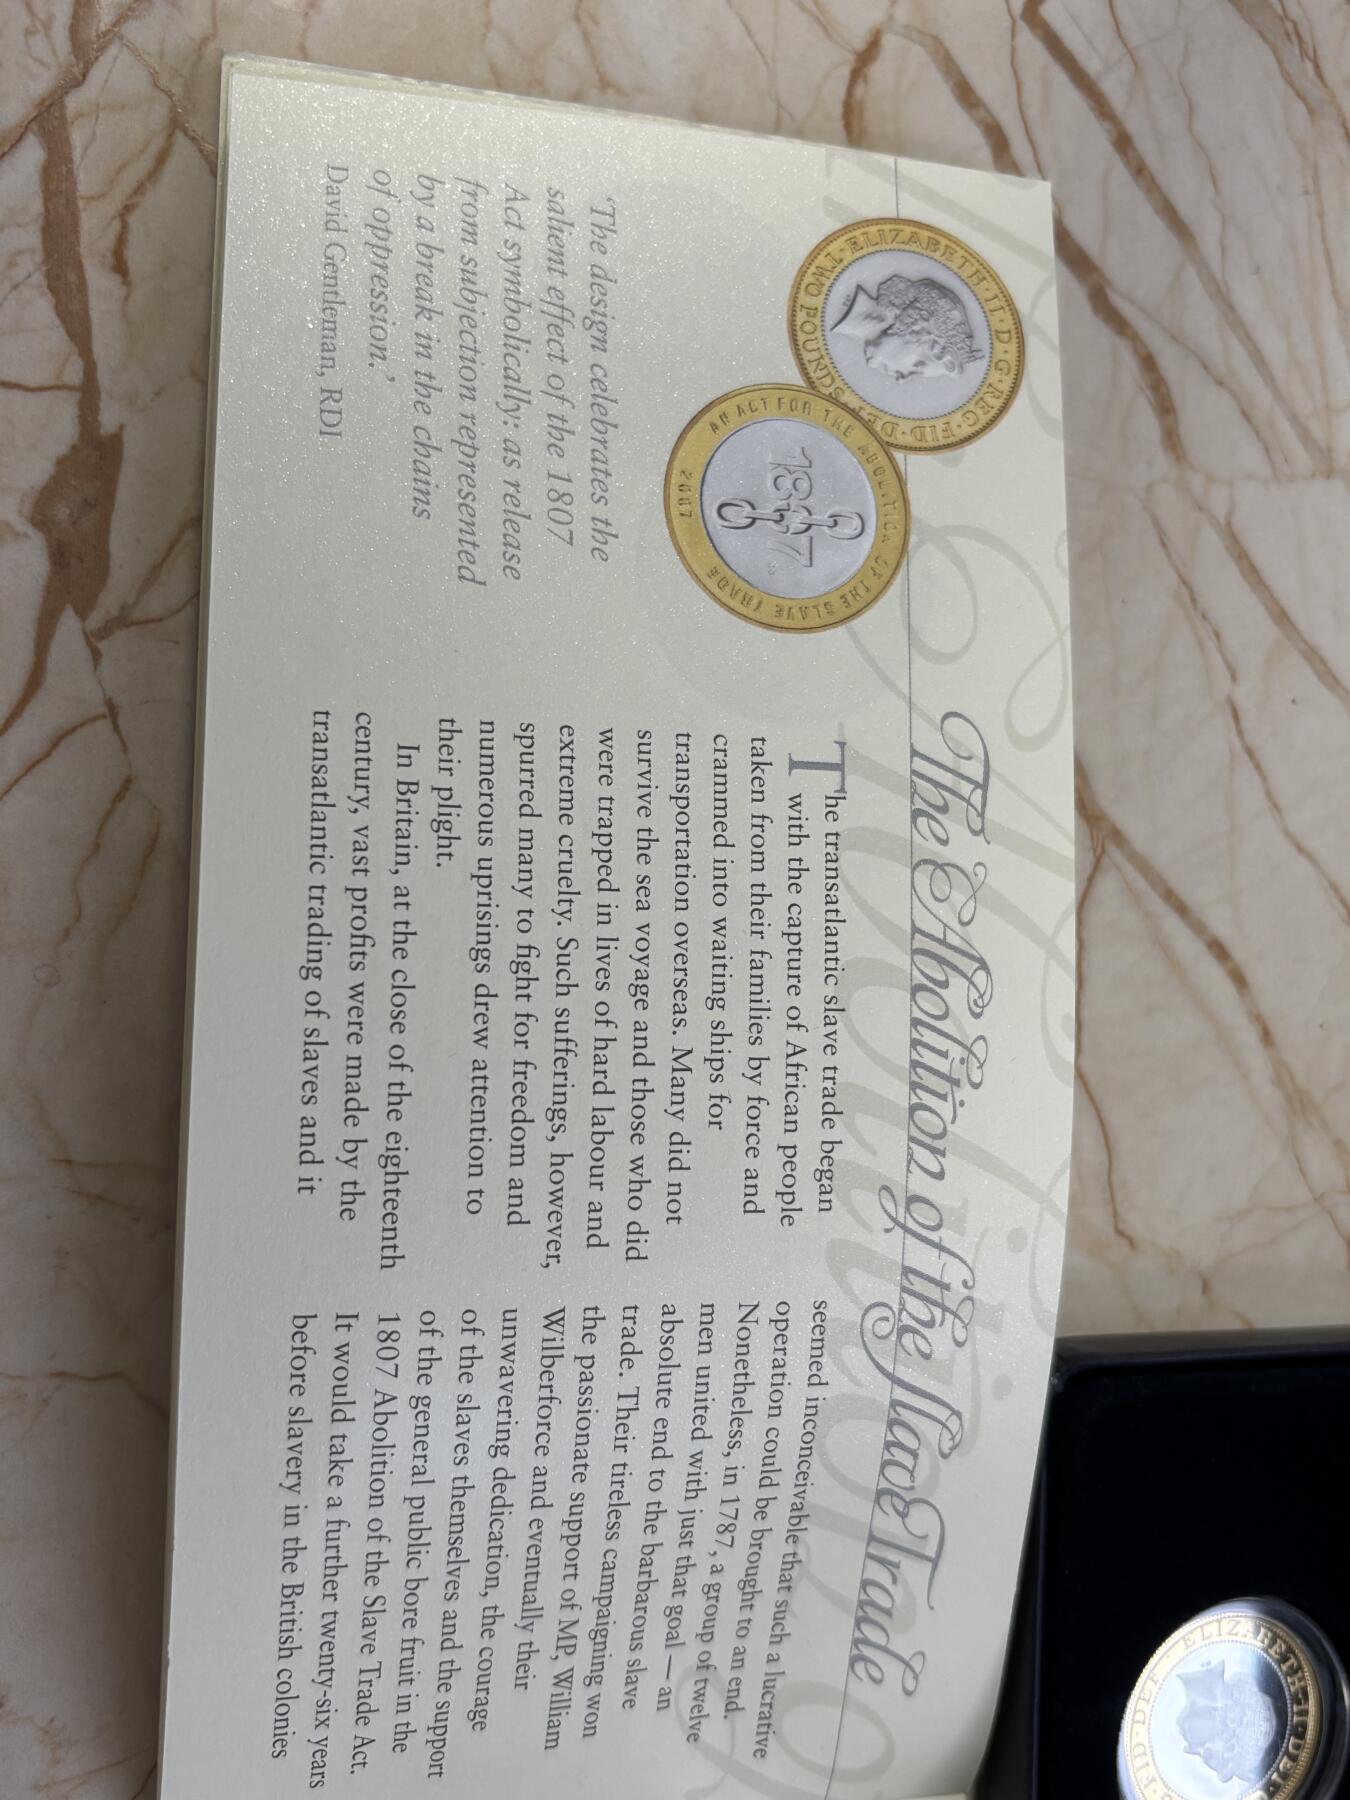 The Abolition of the Slave Trade
ELIZABETH·II·D·G·REG·FID·DEF
TWO POUNDS
AN ACT FOR THE ABOLITION OF THE SLAVE TRADE
1807
2007
'The design celebrates the
salient effect of the 1807
Act symbolically: as release
from subjection represented
by a break in the chains
of oppression.'
David Gentleman, RDI
The transatlantic slave trade began
with the capture of African people
taken from their families by force and
crammed into waiting ships for
transportation overseas. Many did not
survive the sea voyage and those who did
were trapped in lives of hard labour and
extreme cruelty. Such sufferings, however,
spurred many to fight for freedom and
numerous uprisings drew attention to
their plight.
In Britain, at the close of the eighteenth
century, vast profits were made by the
transatlantic trading of slaves and it
seemed inconceivable that such a lucrative
operation could be brought to an end.
Nonetheless, in 1787, a group of twelve
men united with just that goal — an
absolute end to the barbarous slave
trade. Their tireless campaigning won
the passionate support of MP, William
Wilberforce and eventually their
unwavering dedication, the courage
of the slaves themselves and the support
of the general public bore fruit in the
1807 Abolition of the Slave Trade Act.
It would take a further twenty-six years
before slavery in the British colonies
ELIZABETH·II·DEI·G
FID·DEF